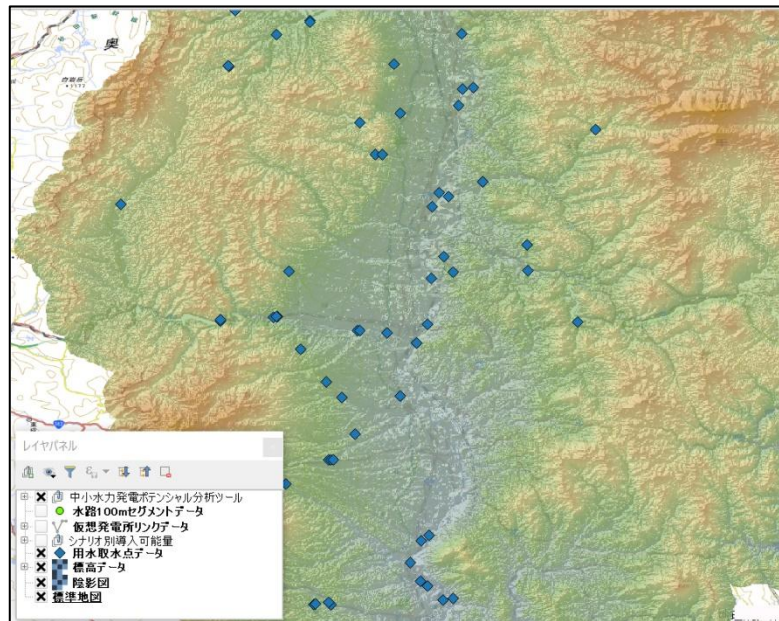 奥
1177
レイヤパネル
中小水力発電ポテンシャル分析ツール
水路100mセグメントデータ
仮想発電所リンクデータ
シナリオ別導入可能量
用水取水点データ
標高データ
陰影図
標準地図